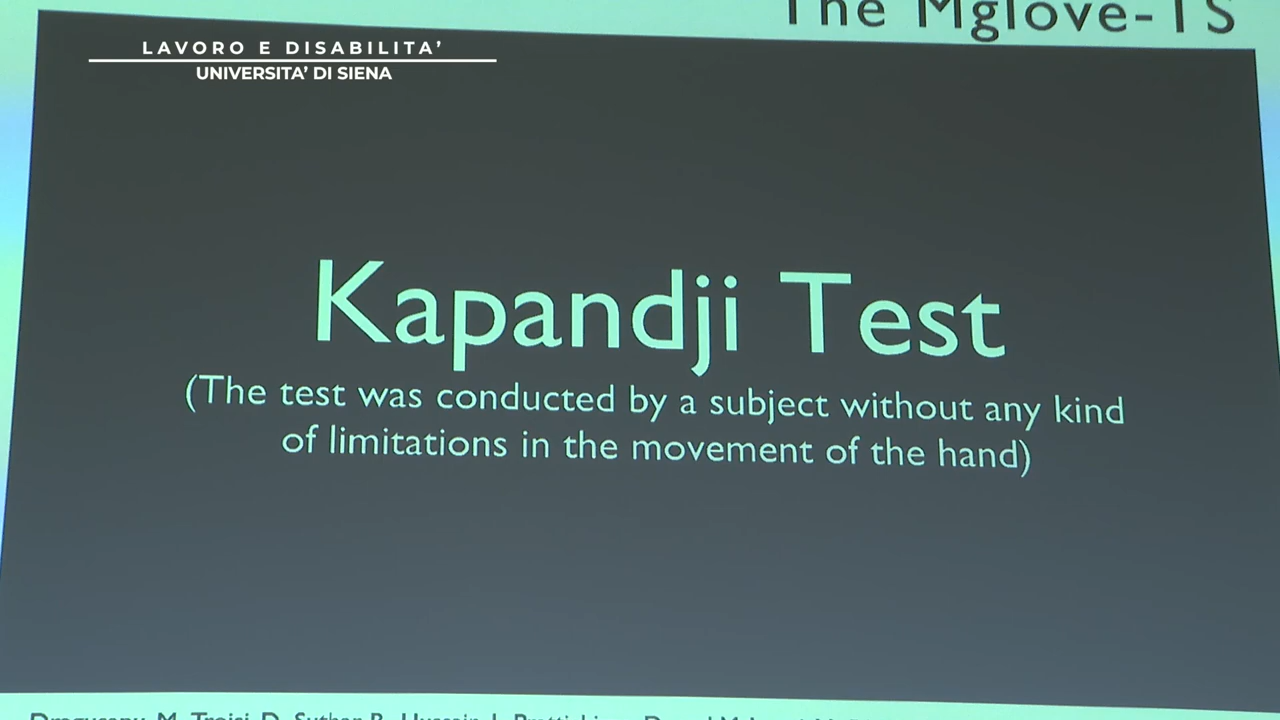 The Mglove-TS
LAVORO E DISABILITA’
UNIVERSITA’ DI SIENA
Kapandji Test
(The test was conducted by a subject without any kind
of limitations in the movement of the hand)